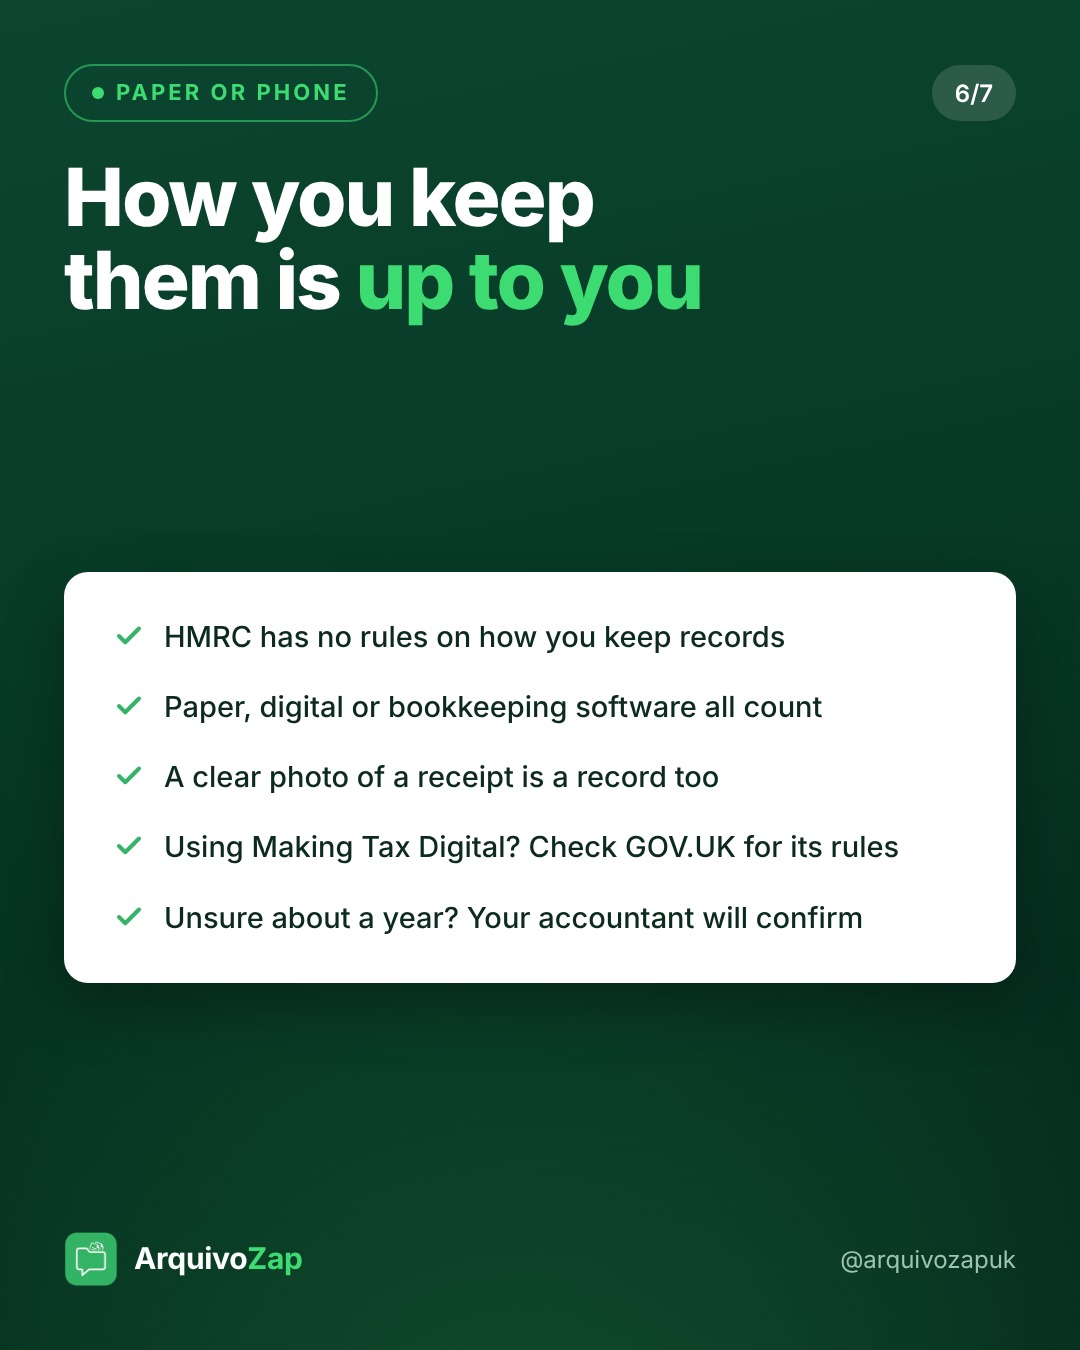 PAPER OR PHONE
6/7
How you keep
them is up to you
HMRC has no rules on how you keep records
Paper, digital or bookkeeping software all count
A clear photo of a receipt is a record too
Using Making Tax Digital? Check GOV.UK for its rules
Unsure about a year? Your accountant will confirm
ArquivoZap
@arquivozapuk